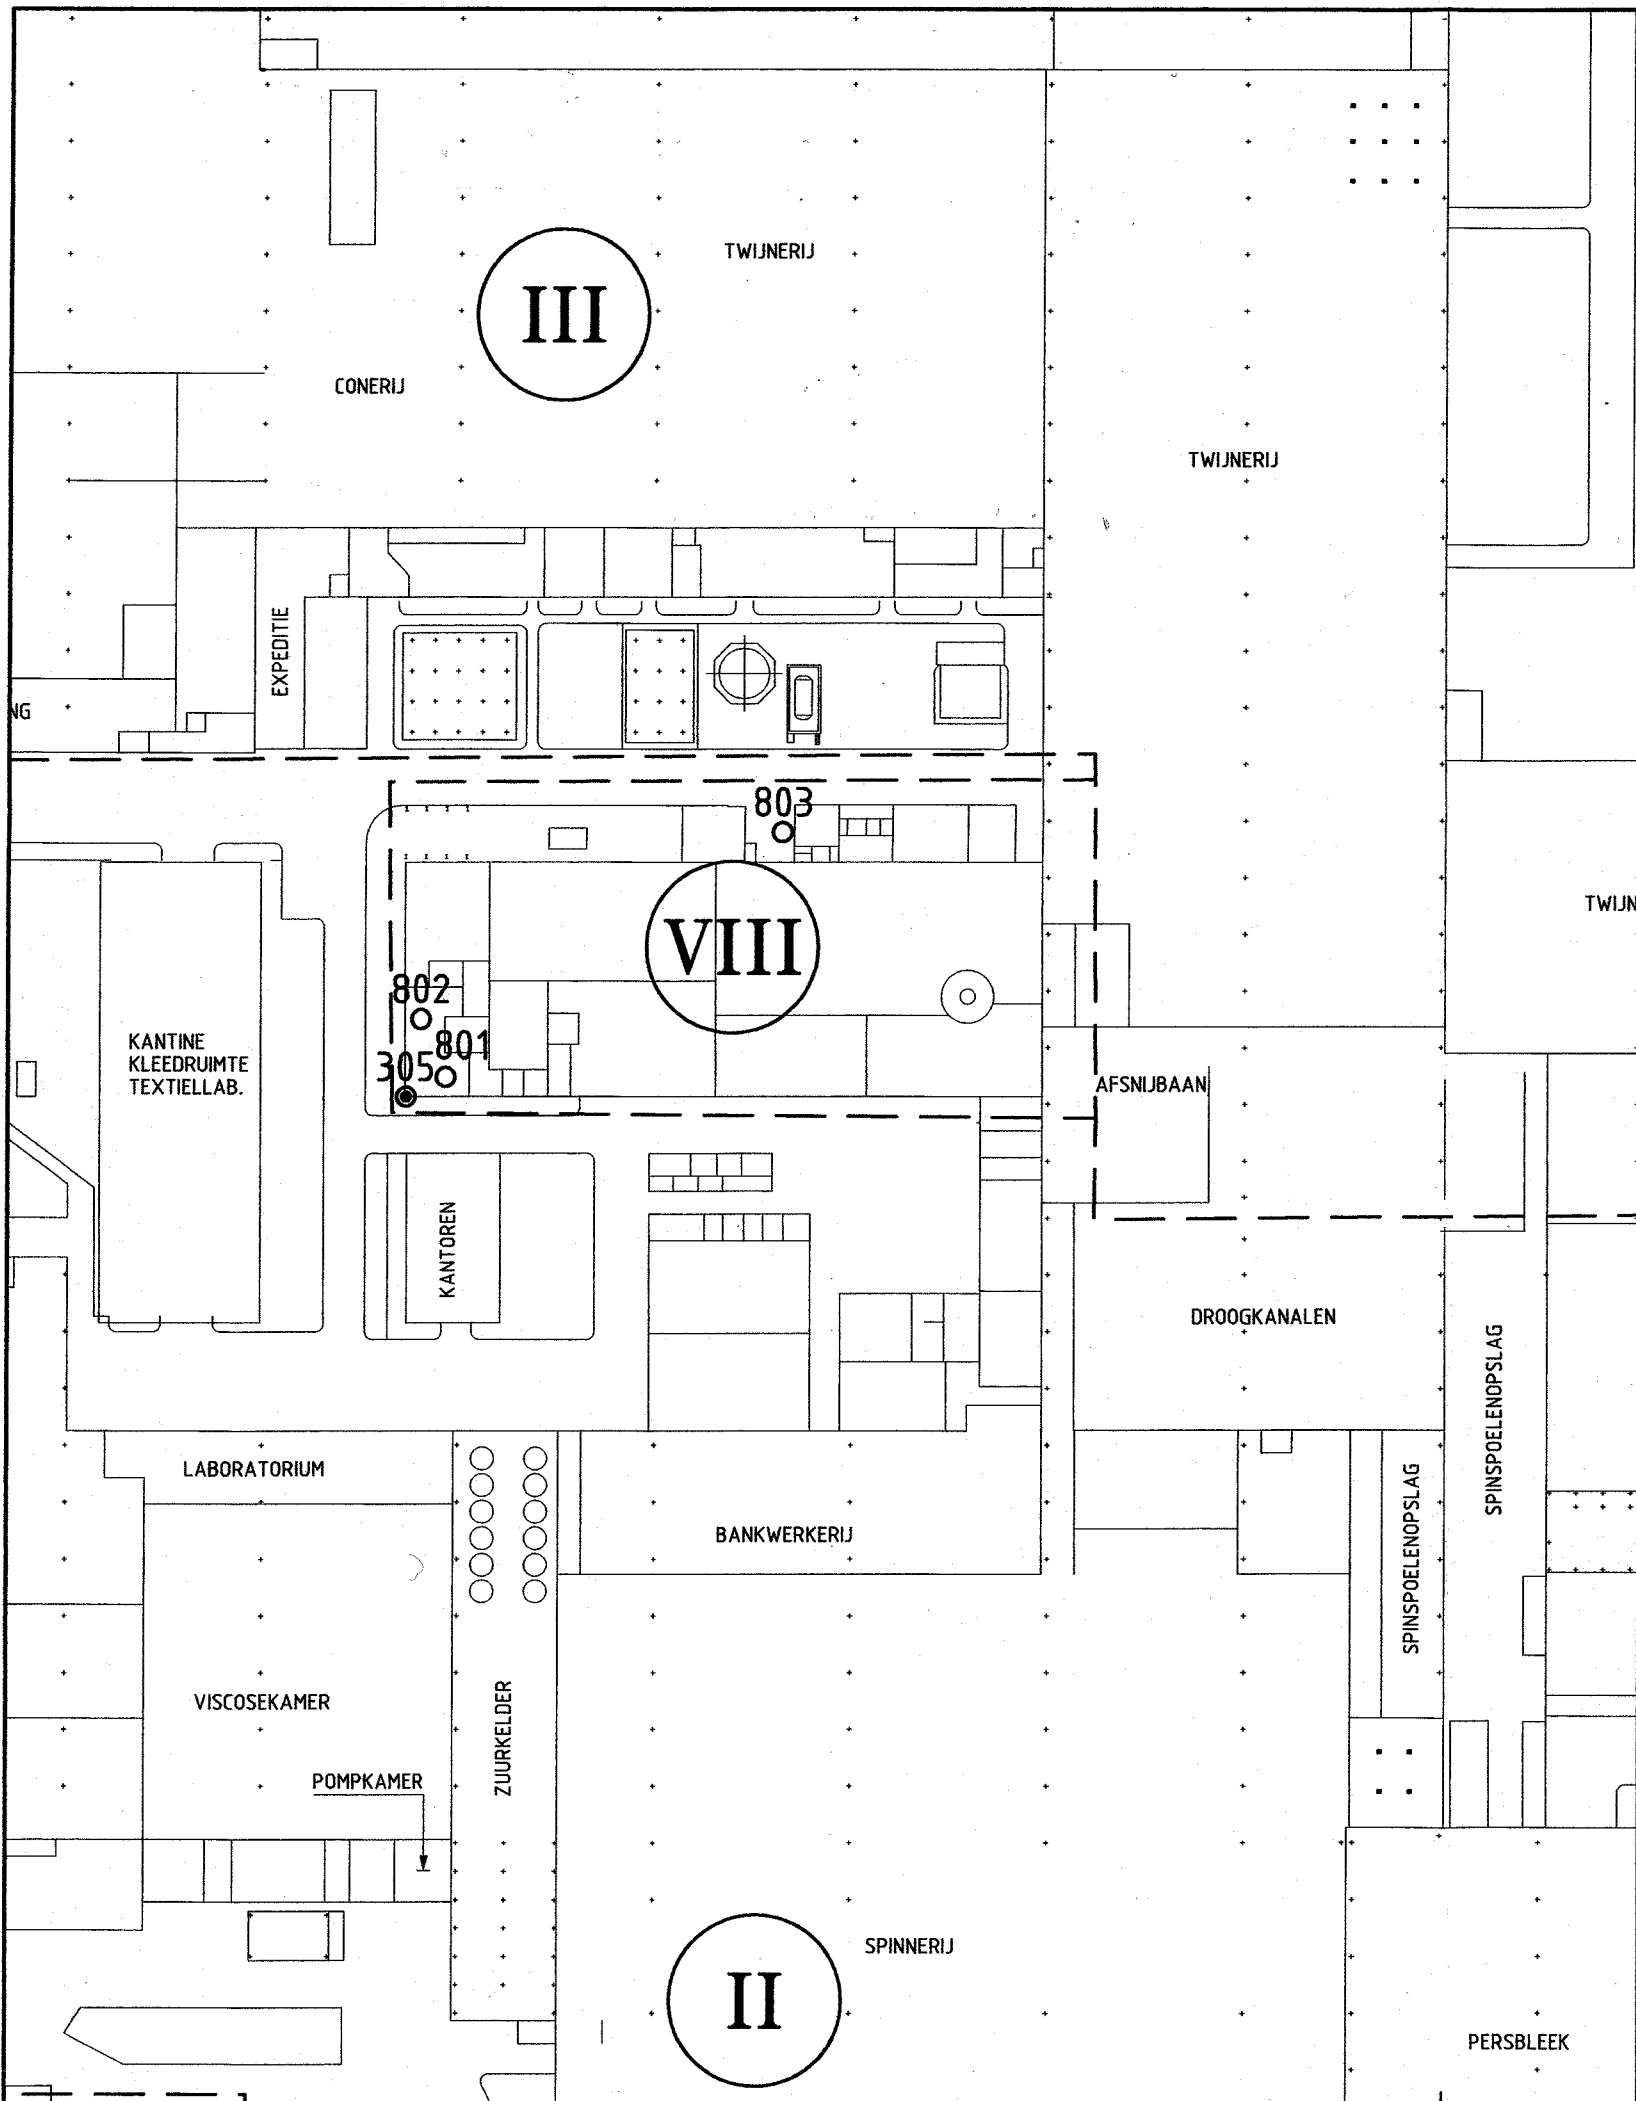 TWIJNERIJ
III
CONERIJ
TWIJNERIJ
EXPEDITIE
NG
803
TWIJN
VIII
802
KANTINE
KLEEDRUIMTE
TEXTIELLAB.
801
305
AFSNIJBAAN
KANTOREN
DROOGKANALEN
SPINSPOELENOPSLAG
LABORATORIUM
SPINSPOELENOPSLAG
BANKWERKERIJ
VISCOSEKAMER
ZUURKELDER
POMPKAMER
SPINNERIJ
II
PERSBLEEK